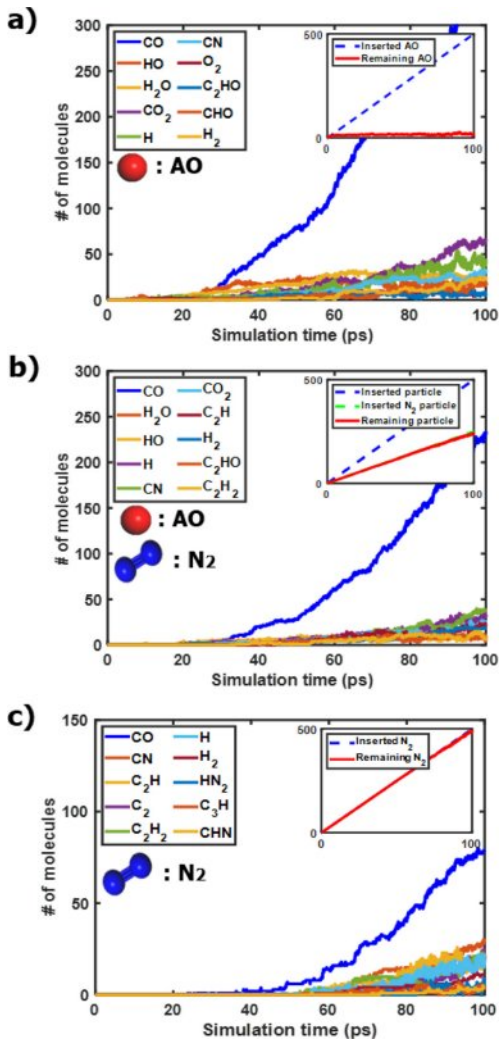 a)
300
250
200
150
100
50
0
# of molecules
CO CN
HO O₂
H₂O C₂HO
CO₂ CHO
H H₂
: AO
500
Inserted AO
Remaining AO
0
0 100
0 20 40 60 80 100
Simulation time (ps)
b)
300
250
200
150
100
50
0
# of molecules
CO CO₂
H₂O C₂H
HO H₂
H C₂HO
CN C₂H₂
: AO
: N₂
500
Inserted particle
Inserted N₂ particle
Remaining particle
0
0 100
0 20 40 60 80 100
Simulation time (ps)
c)
150
100
50
0
# of molecules
CO H
CN H₂
C₂H HN₂
C₂ C₃H
C₂H₂ CHN
: N₂
500
Inserted N₂
Remaining N₂
0
0 100
0 20 40 60 80 100
Simulation time (ps)